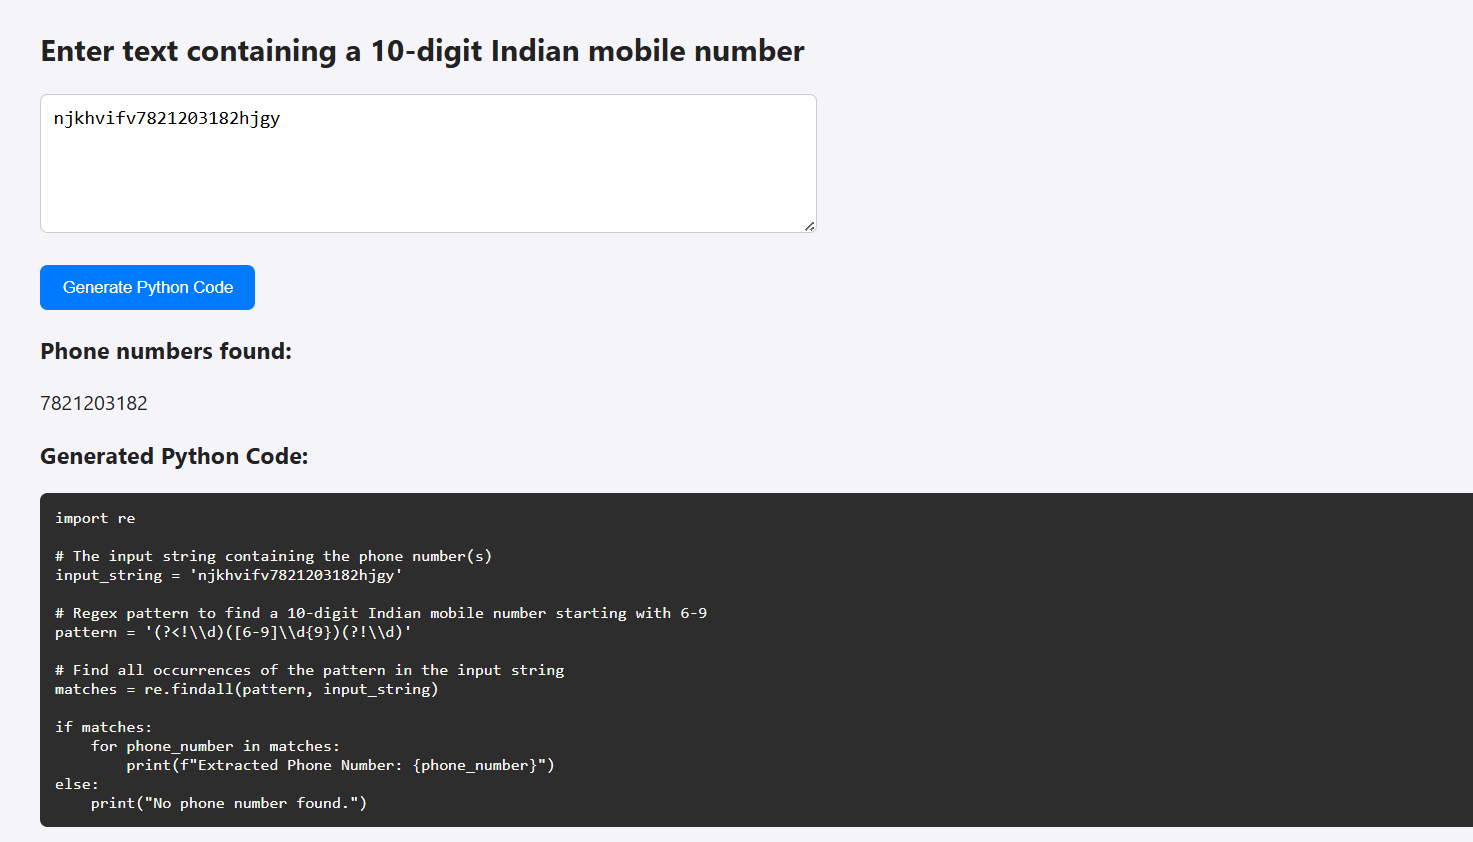 Enter text containing a 10-digit Indian mobile number
njkhvifv7821203182hjgy
Generate Python Code
Phone numbers found:
7821203182
Generated Python Code:
import re
# The input string containing the phone number(s)
input_string = 'njkhvifv7821203182hjgy'
# Regex pattern to find a 10-digit Indian mobile number starting with 6-9
pattern = '(?<!\\d)([6-9]\\d{9})(?!\\d)'
# Find all occurrences of the pattern in the input string
matches = re.findall(pattern, input_string)
if matches:
    for phone_number in matches:
        print(f"Extracted Phone Number: {phone_number}")
else:
    print("No phone number found.")